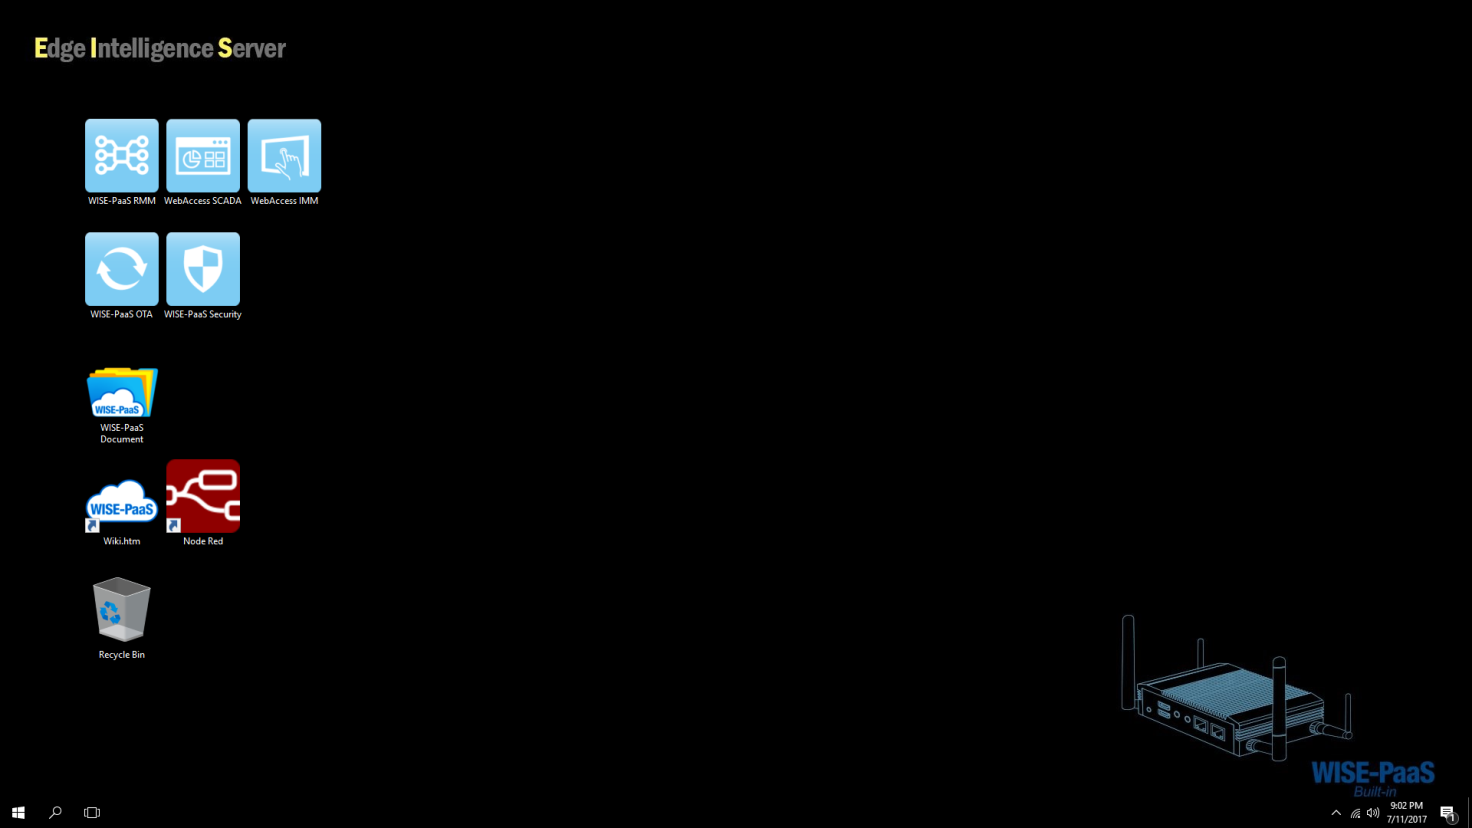 Edge Intelligence Server
WISE-PaaS RMM
WebAccess SCADA
WebAccess IMM
WISE-PaaS OTA
WISE-PaaS Security
WISE-PaaS
WISE-PaaS
Document
WISE-PaaS
Wiki.htm
Node Red
Recycle Bin
WISE-PaaS
Built-in
9:02 PM
7/11/2017
1